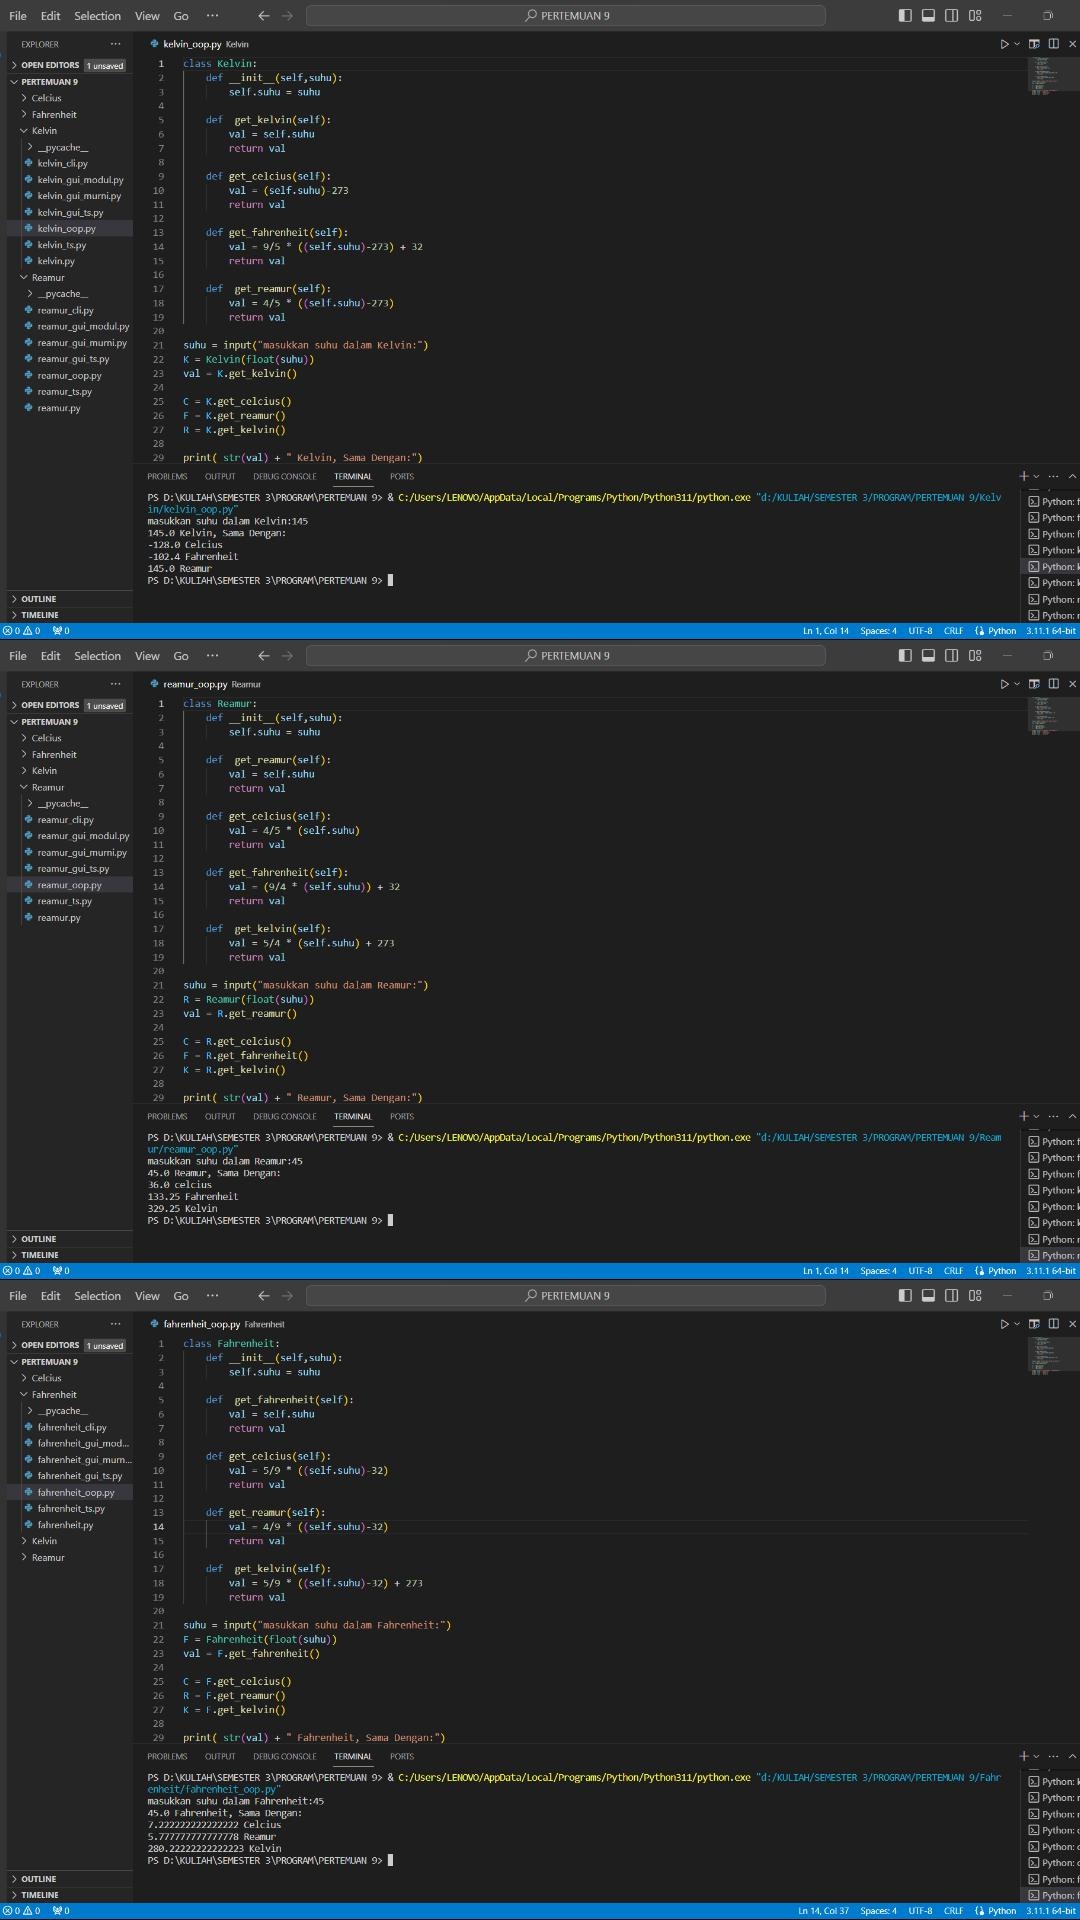 File Edit Selection View Go ··· PERTEMUAN 9
EXPLORER ···
OPEN EDITORS 1 unsaved
PERTEMUAN 9
Celcius
Fahrenheit
Kelvin
__pycache__
kelvin_cli.py
kelvin_gui_modul.py
kelvin_gui_murni.py
kelvin_gui_ts.py
kelvin_oop.py
kelvin_ts.py
kelvin.py
Reamur
__pycache__
reamur_cli.py
reamur_gui_modul.py
reamur_gui_murni.py
reamur_gui_ts.py
reamur_oop.py
reamur_ts.py
reamur.py
OUTLINE
TIMELINE
kelvin_oop.py Kelvin
1 class Kelvin:
2 def __init__(self,suhu):
3 self.suhu = suhu
4
5 def get_kelvin(self):
6 val = self.suhu
7 return val
8
9 def get_celcius(self):
10 val = (self.suhu)-273
11 return val
12
13 def get_fahrenheit(self):
14 val = 9/5 * ((self.suhu)-273) + 32
15 return val
16
17 def get_reamur(self):
18 val = 4/5 * ((self.suhu)-273)
19 return val
20
21 suhu = input("masukkan suhu dalam Kelvin:")
22 K = Kelvin(float(suhu))
23 val = K.get_kelvin()
24
25 C = K.get_celcius()
26 F = K.get_reamur()
27 R = K.get_kelvin()
28
29 print( str(val) + " Kelvin, Sama Dengan:")
PROBLEMS OUTPUT DEBUG CONSOLE TERMINAL PORTS
PS D:\KULIAH\SEMESTER 3\PROGRAM\PERTEMUAN 9> & C:/Users/LENOVO/AppData/Local/Programs/Python/Python311/python.exe "d:/KULIAH/SEMESTER 3/PROGRAM/PERTEMUAN 9/Kelv
in/kelvin_oop.py"
masukkan suhu dalam Kelvin:145
145.0 Kelvin, Sama Dengan:
-128.0 Celcius
-102.4 Fahrenheit
145.0 Reamur
PS D:\KULIAH\SEMESTER 3\PROGRAM\PERTEMUAN 9>
Python: f
Python: f
Python: f
Python: k
Python: k
Python: k
Python: r
Python: r
0 0 0 Ln 1, Col 14 Spaces: 4 UTF-8 CRLF Python 3.11.1 64-bit
File Edit Selection View Go ··· PERTEMUAN 9
EXPLORER ···
OPEN EDITORS 1 unsaved
PERTEMUAN 9
Celcius
Fahrenheit
Kelvin
Reamur
__pycache__
reamur_cli.py
reamur_gui_modul.py
reamur_gui_murni.py
reamur_gui_ts.py
reamur_oop.py
reamur_ts.py
reamur.py
OUTLINE
TIMELINE
reamur_oop.py Reamur
1 class Reamur:
2 def __init__(self,suhu):
3 self.suhu = suhu
4
5 def get_reamur(self):
6 val = self.suhu
7 return val
8
9 def get_celcius(self):
10 val = 4/5 * (self.suhu)
11 return val
12
13 def get_fahrenheit(self):
14 val = (9/4 * (self.suhu)) + 32
15 return val
16
17 def get_kelvin(self):
18 val = 5/4 * (self.suhu) + 273
19 return val
20
21 suhu = input("masukkan suhu dalam Reamur:")
22 R = Reamur(float(suhu))
23 val = R.get_reamur()
24
25 C = R.get_celcius()
26 F = R.get_fahrenheit()
27 K = R.get_kelvin()
28
29 print( str(val) + " Reamur, Sama Dengan:")
PROBLEMS OUTPUT DEBUG CONSOLE TERMINAL PORTS
PS D:\KULIAH\SEMESTER 3\PROGRAM\PERTEMUAN 9> & C:/Users/LENOVO/AppData/Local/Programs/Python/Python311/python.exe "d:/KULIAH/SEMESTER 3/PROGRAM/PERTEMUAN 9/Ream
ur/reamur_oop.py"
masukkan suhu dalam Reamur:45
45.0 Reamur, Sama Dengan:
36.0 celcius
133.25 Fahrenheit
329.25 Kelvin
PS D:\KULIAH\SEMESTER 3\PROGRAM\PERTEMUAN 9>
Python: f
Python: f
Python: f
Python: k
Python: k
Python: k
Python: r
Python: r
0 0 0 Ln 1, Col 14 Spaces: 4 UTF-8 CRLF Python 3.11.1 64-bit
File Edit Selection View Go ··· PERTEMUAN 9
EXPLORER ···
OPEN EDITORS 1 unsaved
PERTEMUAN 9
Celcius
Fahrenheit
__pycache__
fahrenheit_cli.py
fahrenheit_gui_mod...
fahrenheit_gui_murn...
fahrenheit_gui_ts.py
fahrenheit_oop.py
fahrenheit_ts.py
fahrenheit.py
Kelvin
Reamur
OUTLINE
TIMELINE
fahrenheit_oop.py Fahrenheit
1 class Fahrenheit:
2 def __init__(self,suhu):
3 self.suhu = suhu
4
5 def get_fahrenheit(self):
6 val = self.suhu
7 return val
8
9 def get_celcius(self):
10 val = 5/9 * ((self.suhu)-32)
11 return val
12
13 def get_reamur(self):
14 val = 4/9 * ((self.suhu)-32)
15 return val
16
17 def get_kelvin(self):
18 val = 5/9 * ((self.suhu)-32) + 273
19 return val
20
21 suhu = input("masukkan suhu dalam Fahrenheit:")
22 F = Fahrenheit(float(suhu))
23 val = F.get_fahrenheit()
24
25 C = F.get_celcius()
26 R = F.get_reamur()
27 K = F.get_kelvin()
28
29 print( str(val) + " Fahrenheit, Sama Dengan:")
PROBLEMS OUTPUT DEBUG CONSOLE TERMINAL PORTS
PS D:\KULIAH\SEMESTER 3\PROGRAM\PERTEMUAN 9> & C:/Users/LENOVO/AppData/Local/Programs/Python/Python311/python.exe "d:/KULIAH/SEMESTER 3/PROGRAM/PERTEMUAN 9/Fahr
enheit/fahrenheit_oop.py"
masukkan suhu dalam Fahrenheit:45
45.0 Fahrenheit, Sama Dengan:
7.222222222222222 Celcius
5.777777777777778 Reamur
280.22222222222223 Kelvin
PS D:\KULIAH\SEMESTER 3\PROGRAM\PERTEMUAN 9>
Python: k
Python: r
Python: r
Python: c
Python: c
Python: c
Python: f
Python: f
0 0 0 Ln 14, Col 37 Spaces: 4 UTF-8 CRLF Python 3.11.1 64-bit